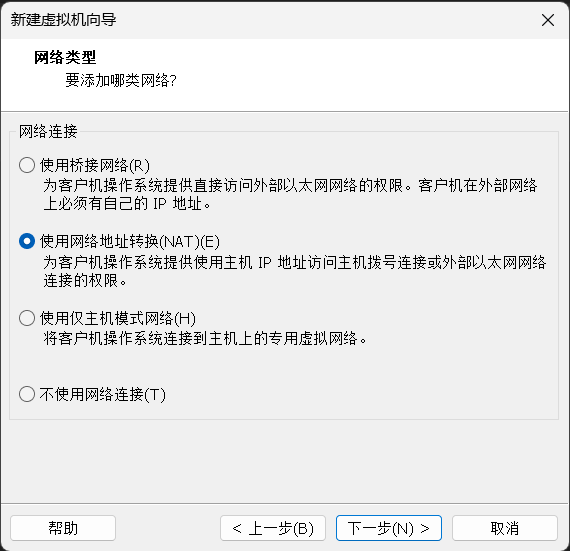 新建虚拟机向导
网络类型
要添加哪类网络?
网络连接
使用桥接网络(R)
为客户机操作系统提供直接访问外部以太网网络的权限。客户机在外部网络
上必须有自己的 IP 地址。
使用网络地址转换(NAT)(E)
为客户机操作系统提供使用主机 IP 地址访问主机拨号连接或外部以太网网络
连接的权限。
使用仅主机模式网络(H)
将客户机操作系统连接到主机上的专用虚拟网络。
不使用网络连接(T)
帮助
< 上一步(B)
下一步(N) >
取消